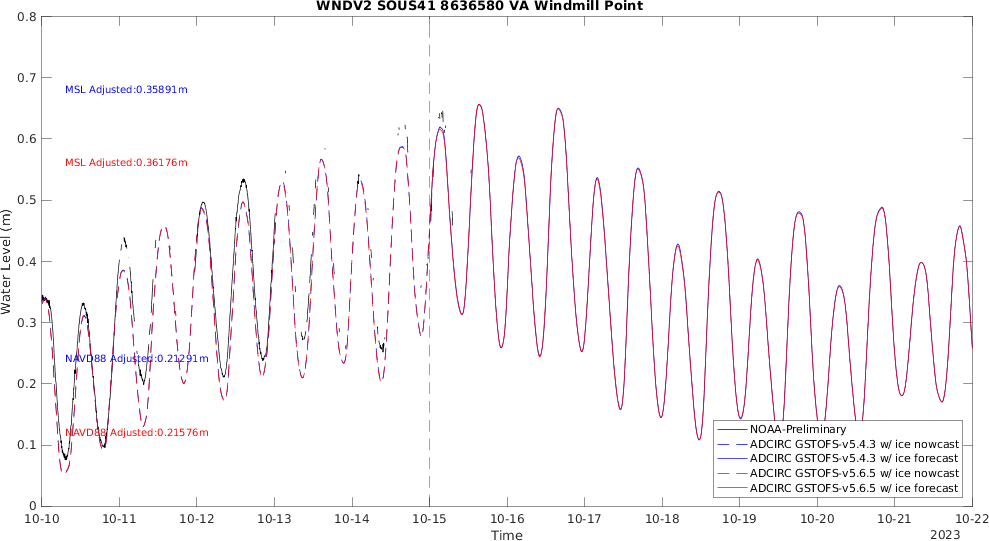 WNDV2 SOUS41 8636580 VA Windmill Point
0.8
0.7
0.6
0.5
0.4
0.3
0.2
0.1
0
Water Level (m)
MSL Adjusted:0.35891m
MSL Adjusted:0.36176m
NAVD88 Adjusted:0.21291m
NAVD88 Adjusted:0.21576m
NOAA-Preliminary
ADCIRC GSTOFS-v5.4.3 w/ ice nowcast
ADCIRC GSTOFS-v5.4.3 w/ ice forecast
ADCIRC GSTOFS-v5.6.5 w/ ice nowcast
ADCIRC GSTOFS-v5.6.5 w/ ice forecast
10-10 10-11 10-12 10-13 10-14 10-15 10-16 10-17 10-18 10-19 10-20 10-21 10-22
Time
2023